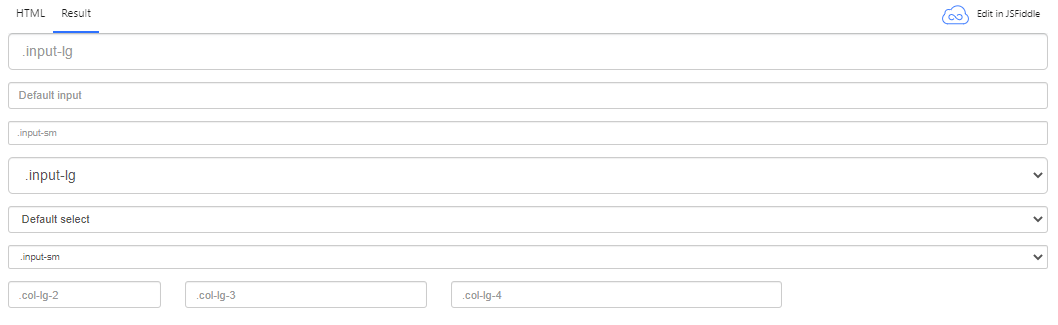 HTML Result Edit in JSFiddle
.input-lg
Default input
.input-sm
.input-lg
Default select
.input-sm
.col-lg-2 .col-lg-3 .col-lg-4